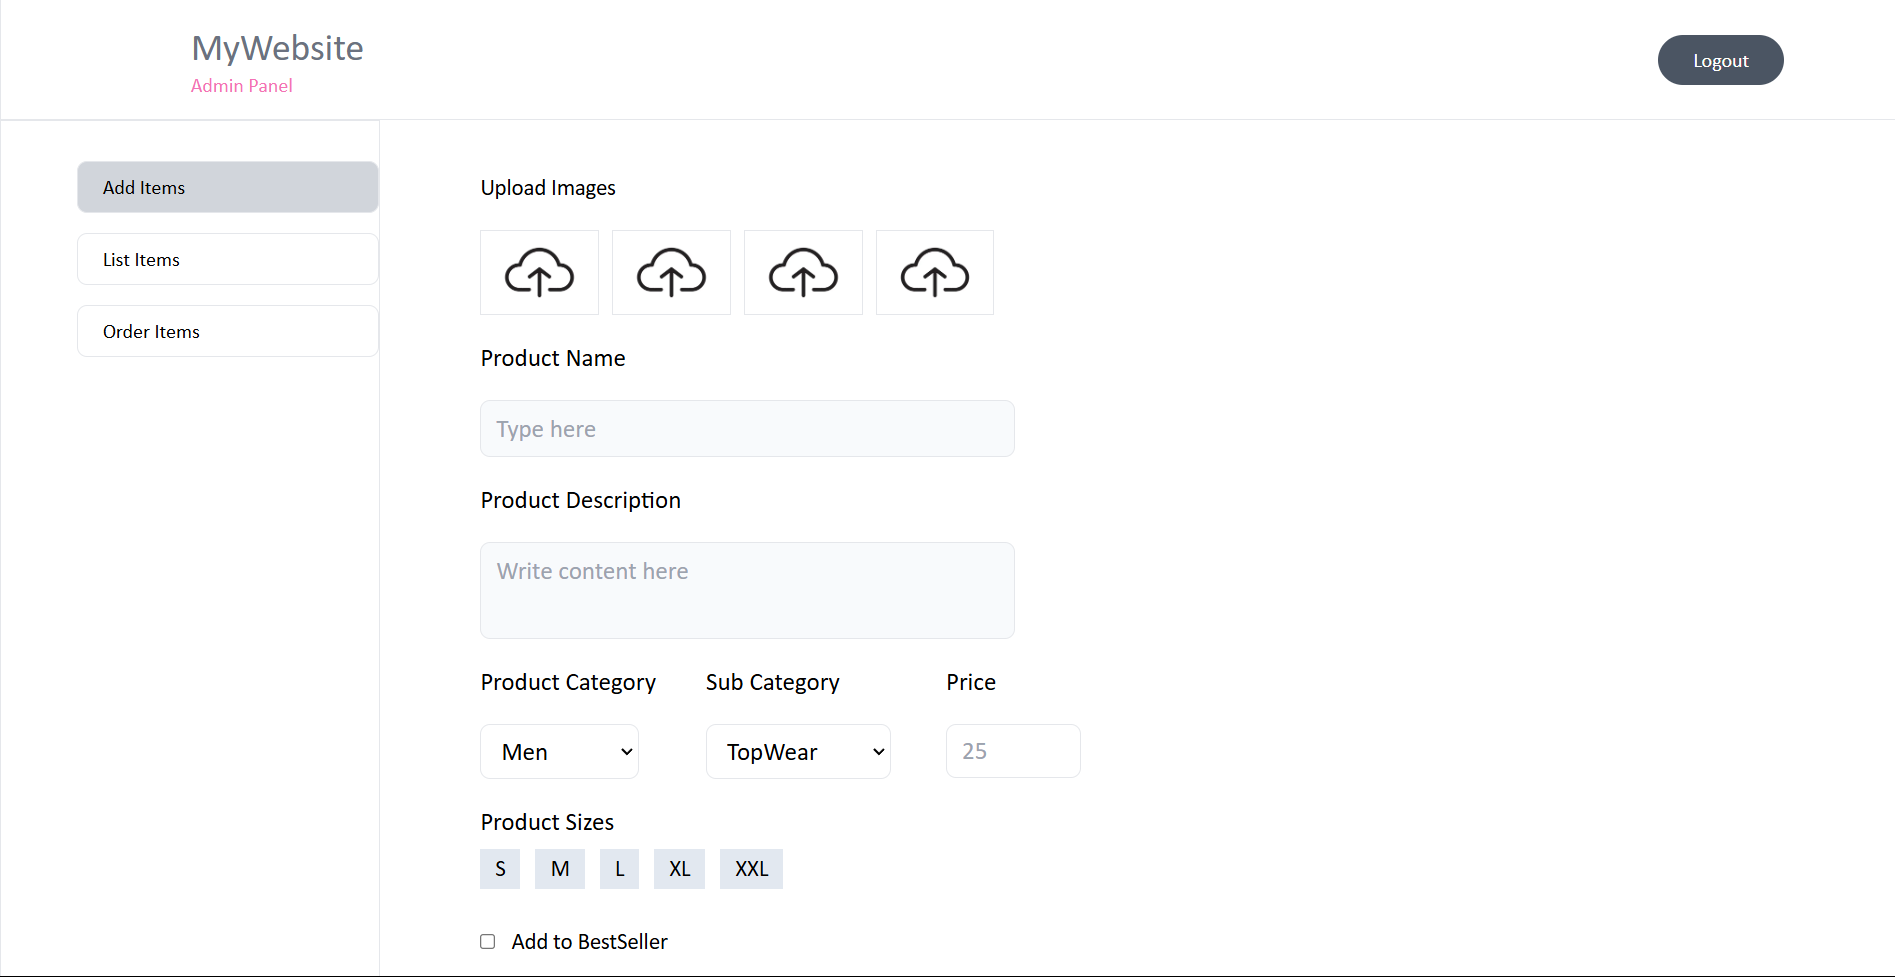 MyWebsite
Admin Panel
Logout
Add Items
List Items
Order Items
Upload Images
Product Name
Type here
Product Description
Write content here
Product Category Sub Category Price
Men TopWear 25
Product Sizes
S M L XL XXL
Add to BestSeller